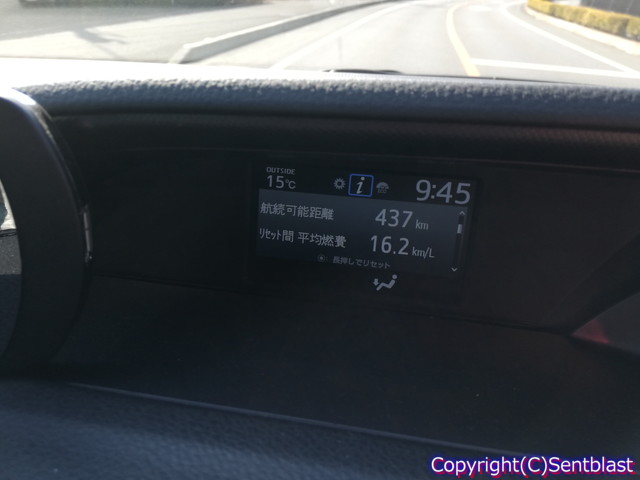 OUTSIDE
15℃
9:45
航続可能距離 437 km
リセット間 平均燃費 16.2 km/L
長押しでリセット
Copyright(C)Sentblast